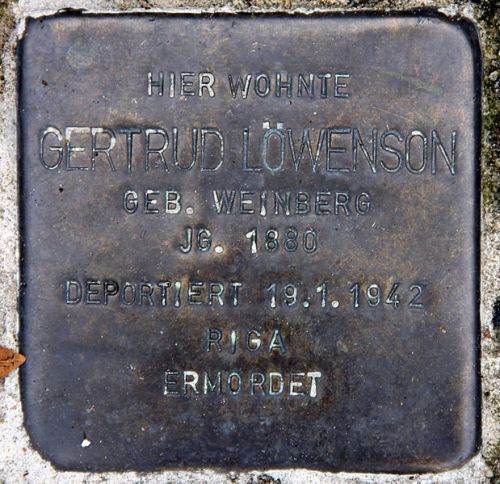 HIER WOHNTE
GERTRUD LÖWENSON
GEB. WEINBERG
JG. 1880
DEPORTIERT 19.1.1942
RIGA
ERMORDET